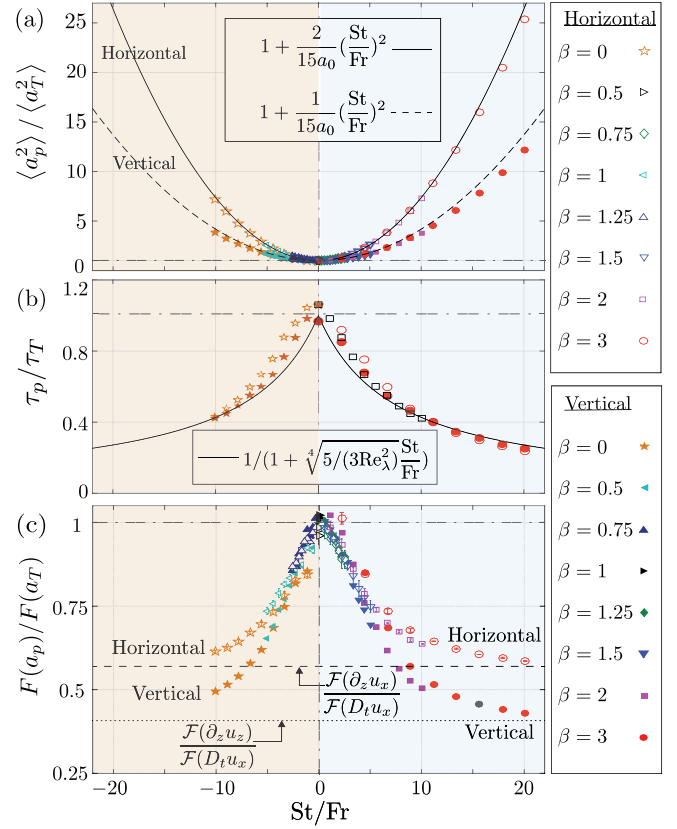 (a)
⟨a_p^2⟩ / ⟨a_T^2⟩
25
20
15
10
5
1
0
1 + 2/15a_0 (St/Fr)^2
1 + 1/15a_0 (St/Fr)^2
Horizontal
Vertical
(b)
τ_p/τ_T
1.2
0.8
0.4
0
1/(1 + ∜5/(3Re_λ^2) St/Fr)
(c)
F(a_p)/F(a_T)
1
0.75
0.5
0.25
Horizontal
Vertical
Horizontal
Vertical
F(∂_z u_x)/F(D_t u_x)
F(∂_z u_z)/F(D_t u_x)
−20 −10 0 10 20
St/Fr
Horizontal
β = 0
β = 0.5
β = 0.75
β = 1
β = 1.25
β = 1.5
β = 2
β = 3
Vertical
β = 0
β = 0.5
β = 0.75
β = 1
β = 1.25
β = 1.5
β = 2
β = 3